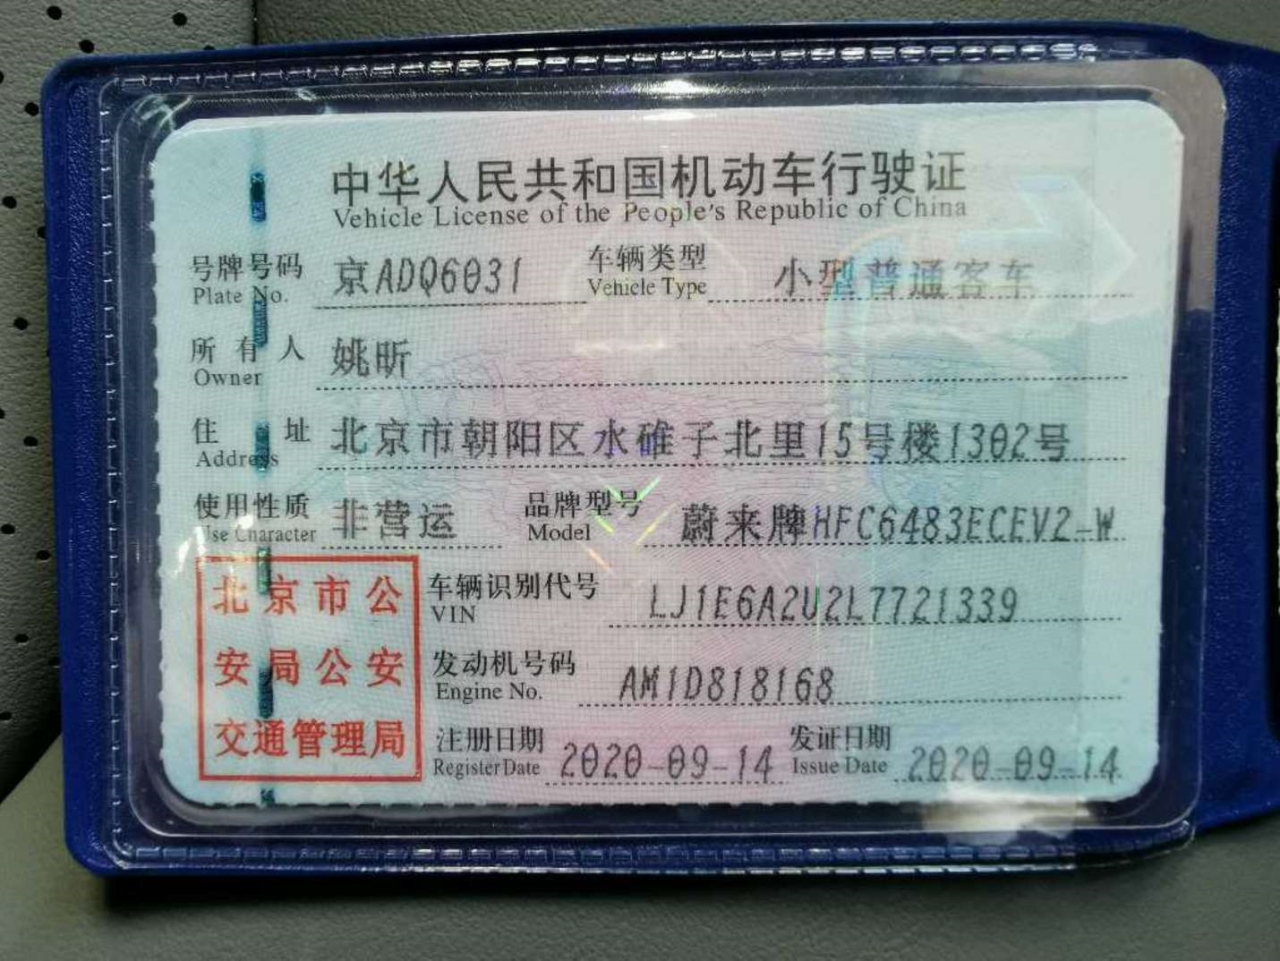 中华人民共和国机动车行驶证
Vehicle License of the People's Republic of China
号牌号码 京ADQ6031 车辆类型 小型普通客车
Plate No. Vehicle Type
所有人 姚昕
Owner
住址 北京市朝阳区水碓子北里15号楼1302号
Address
使用性质 非营运 品牌型号 蔚来牌HFC6483ECEV2-W
Use Character Model
北京市公
安局公安
交通管理局
车辆识别代号 LJ1E6A2U2L7721339
VIN
发动机号码 AM1D818168
Engine No.
注册日期 2020-09-14 发证日期 2020-09-14
Register Date Issue Date